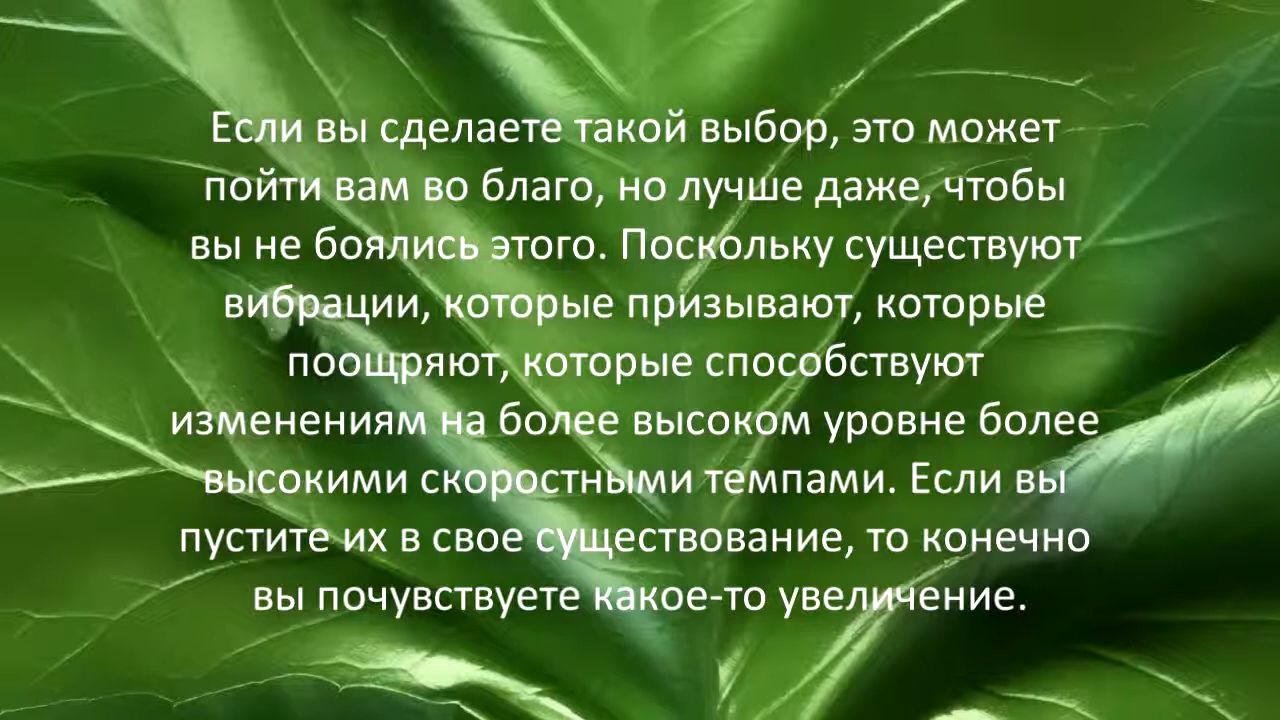 Если вы сделаете такой выбор, это может
пойти вам во благо, но лучше даже, чтобы
вы не боялись этого. Поскольку существуют
вибрации, которые призывают, которые
поощряют, которые способствуют
изменениям на более высоком уровне более
высокими скоростными темпами. Если вы
пустите их в свое существование, то конечно
вы почувствуете какое-то увеличение.